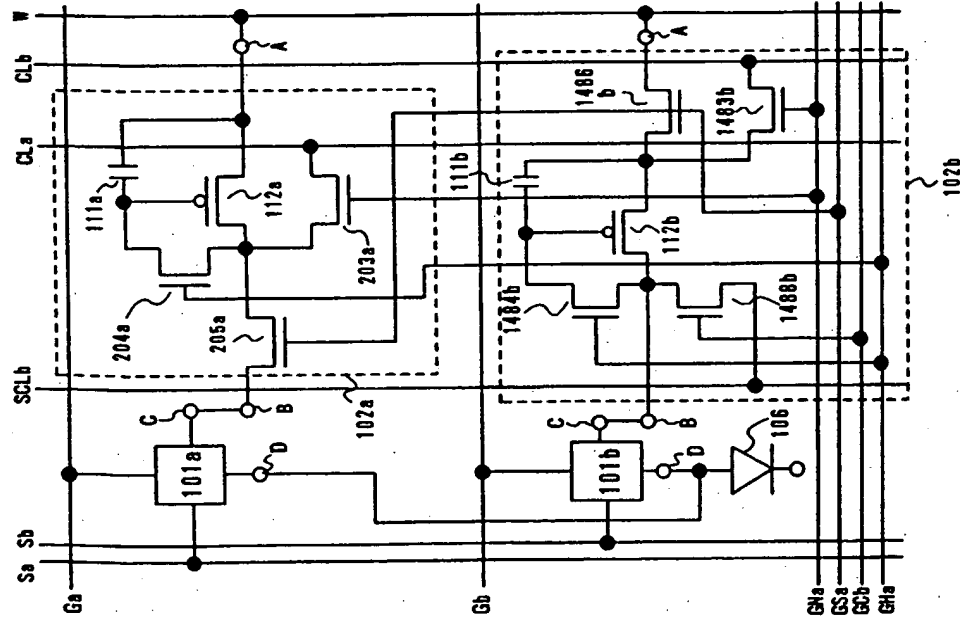 W
CLb
CLa
SCLb
Sb
Sa
A
111a
112a
203a
204a
205a
102a
B
C
D
101a
Ga
A
1486
b
1483b
111b
112b
1484b
1488b
102b
B
C
D
101b
106
Gb
GNa
GSa
GCb
GHa